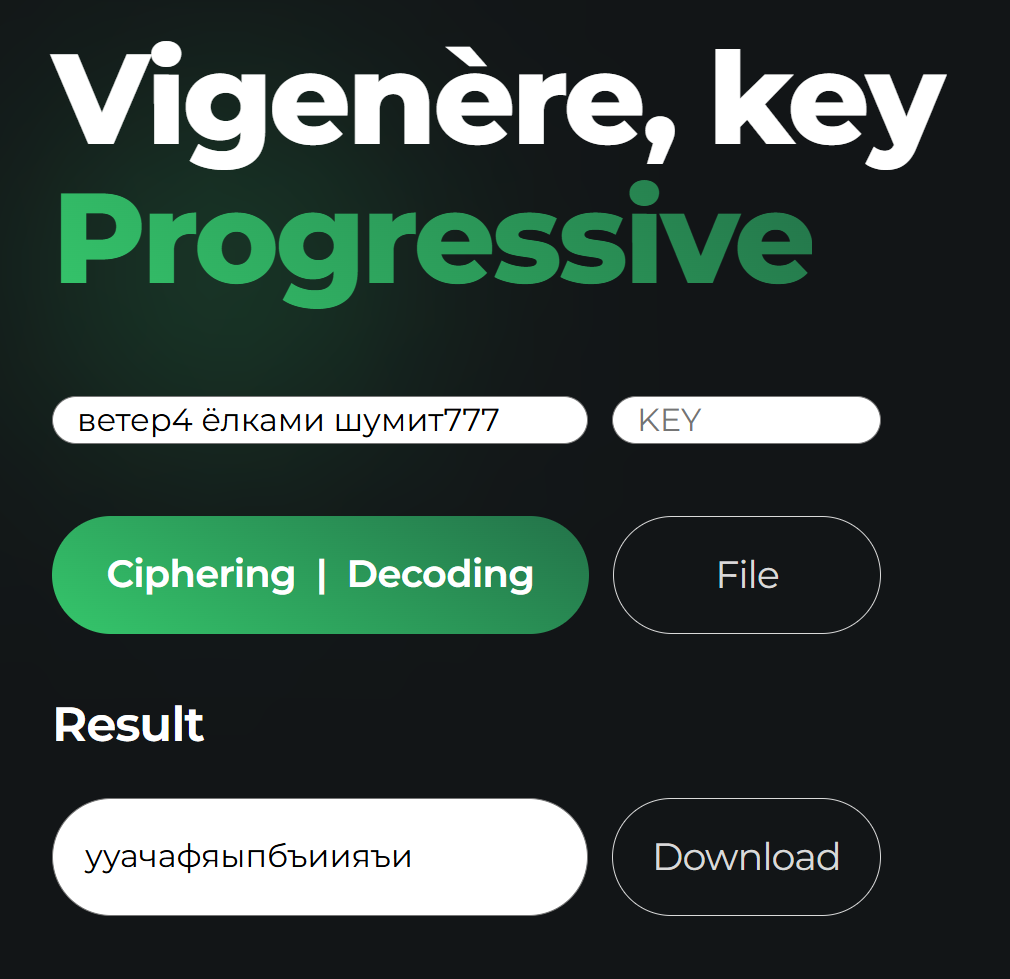 Vigenère, key
Progressive
ветер4 ёлками шумит777
KEY
Ciphering | Decoding
File
Result
ууачафяыпбъиияъи
Download